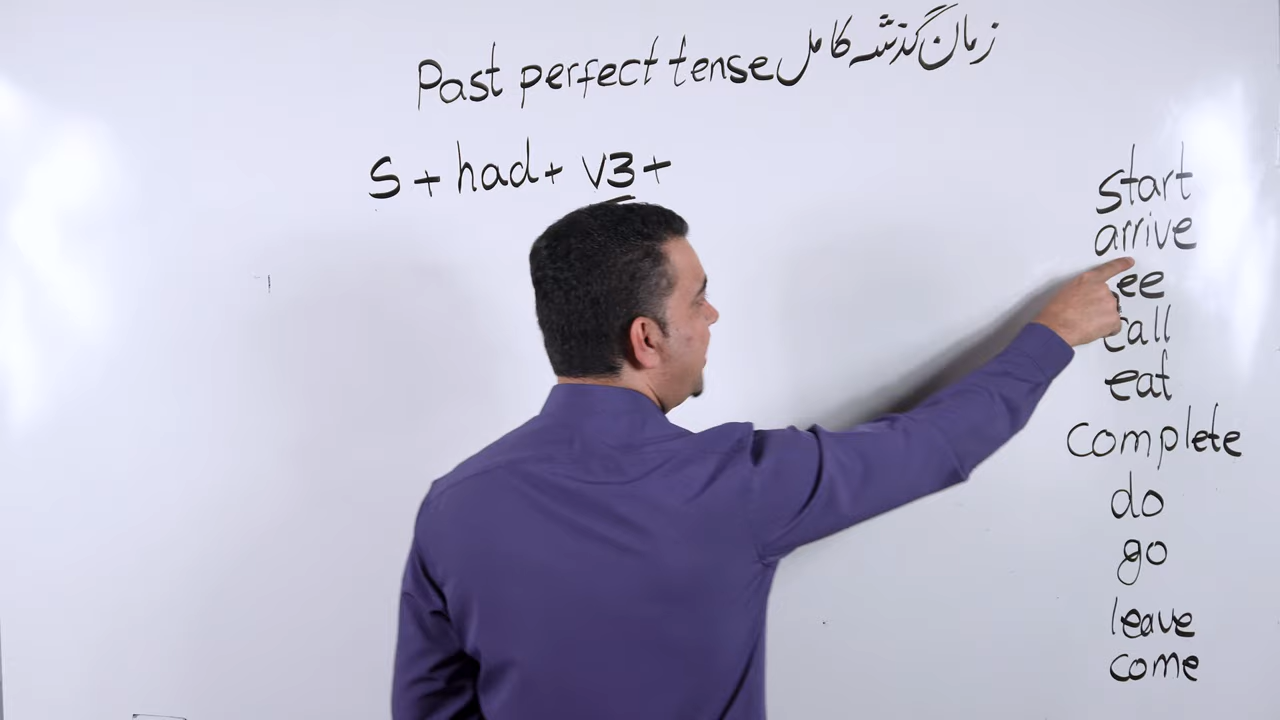 Past perfect tense زمان گذشته کامل
S + had + V3 +
start
arrive
see
call
eat
complete
do
go
leave
come